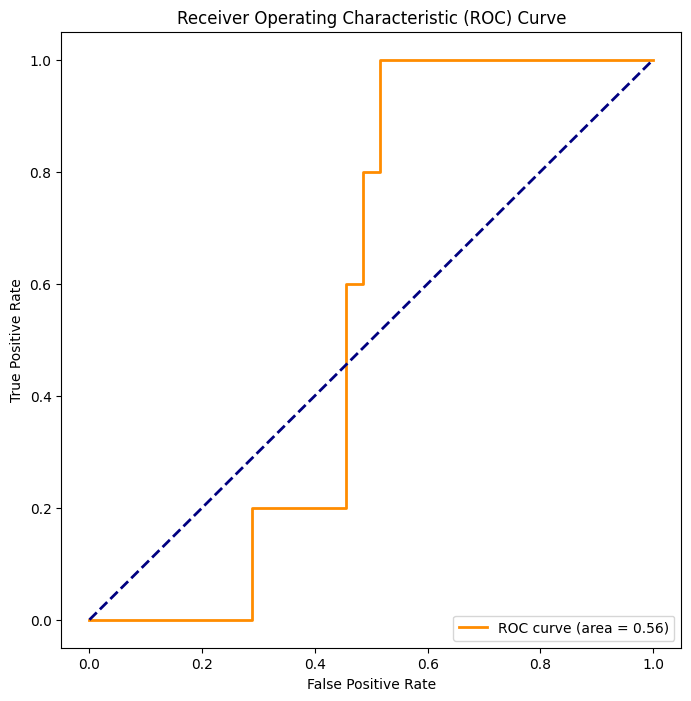 Receiver Operating Characteristic (ROC) Curve
True Positive Rate
1.0
0.8
0.6
0.4
0.2
0.0
ROC curve (area = 0.56)
0.0 0.2 0.4 0.6 0.8 1.0
False Positive Rate